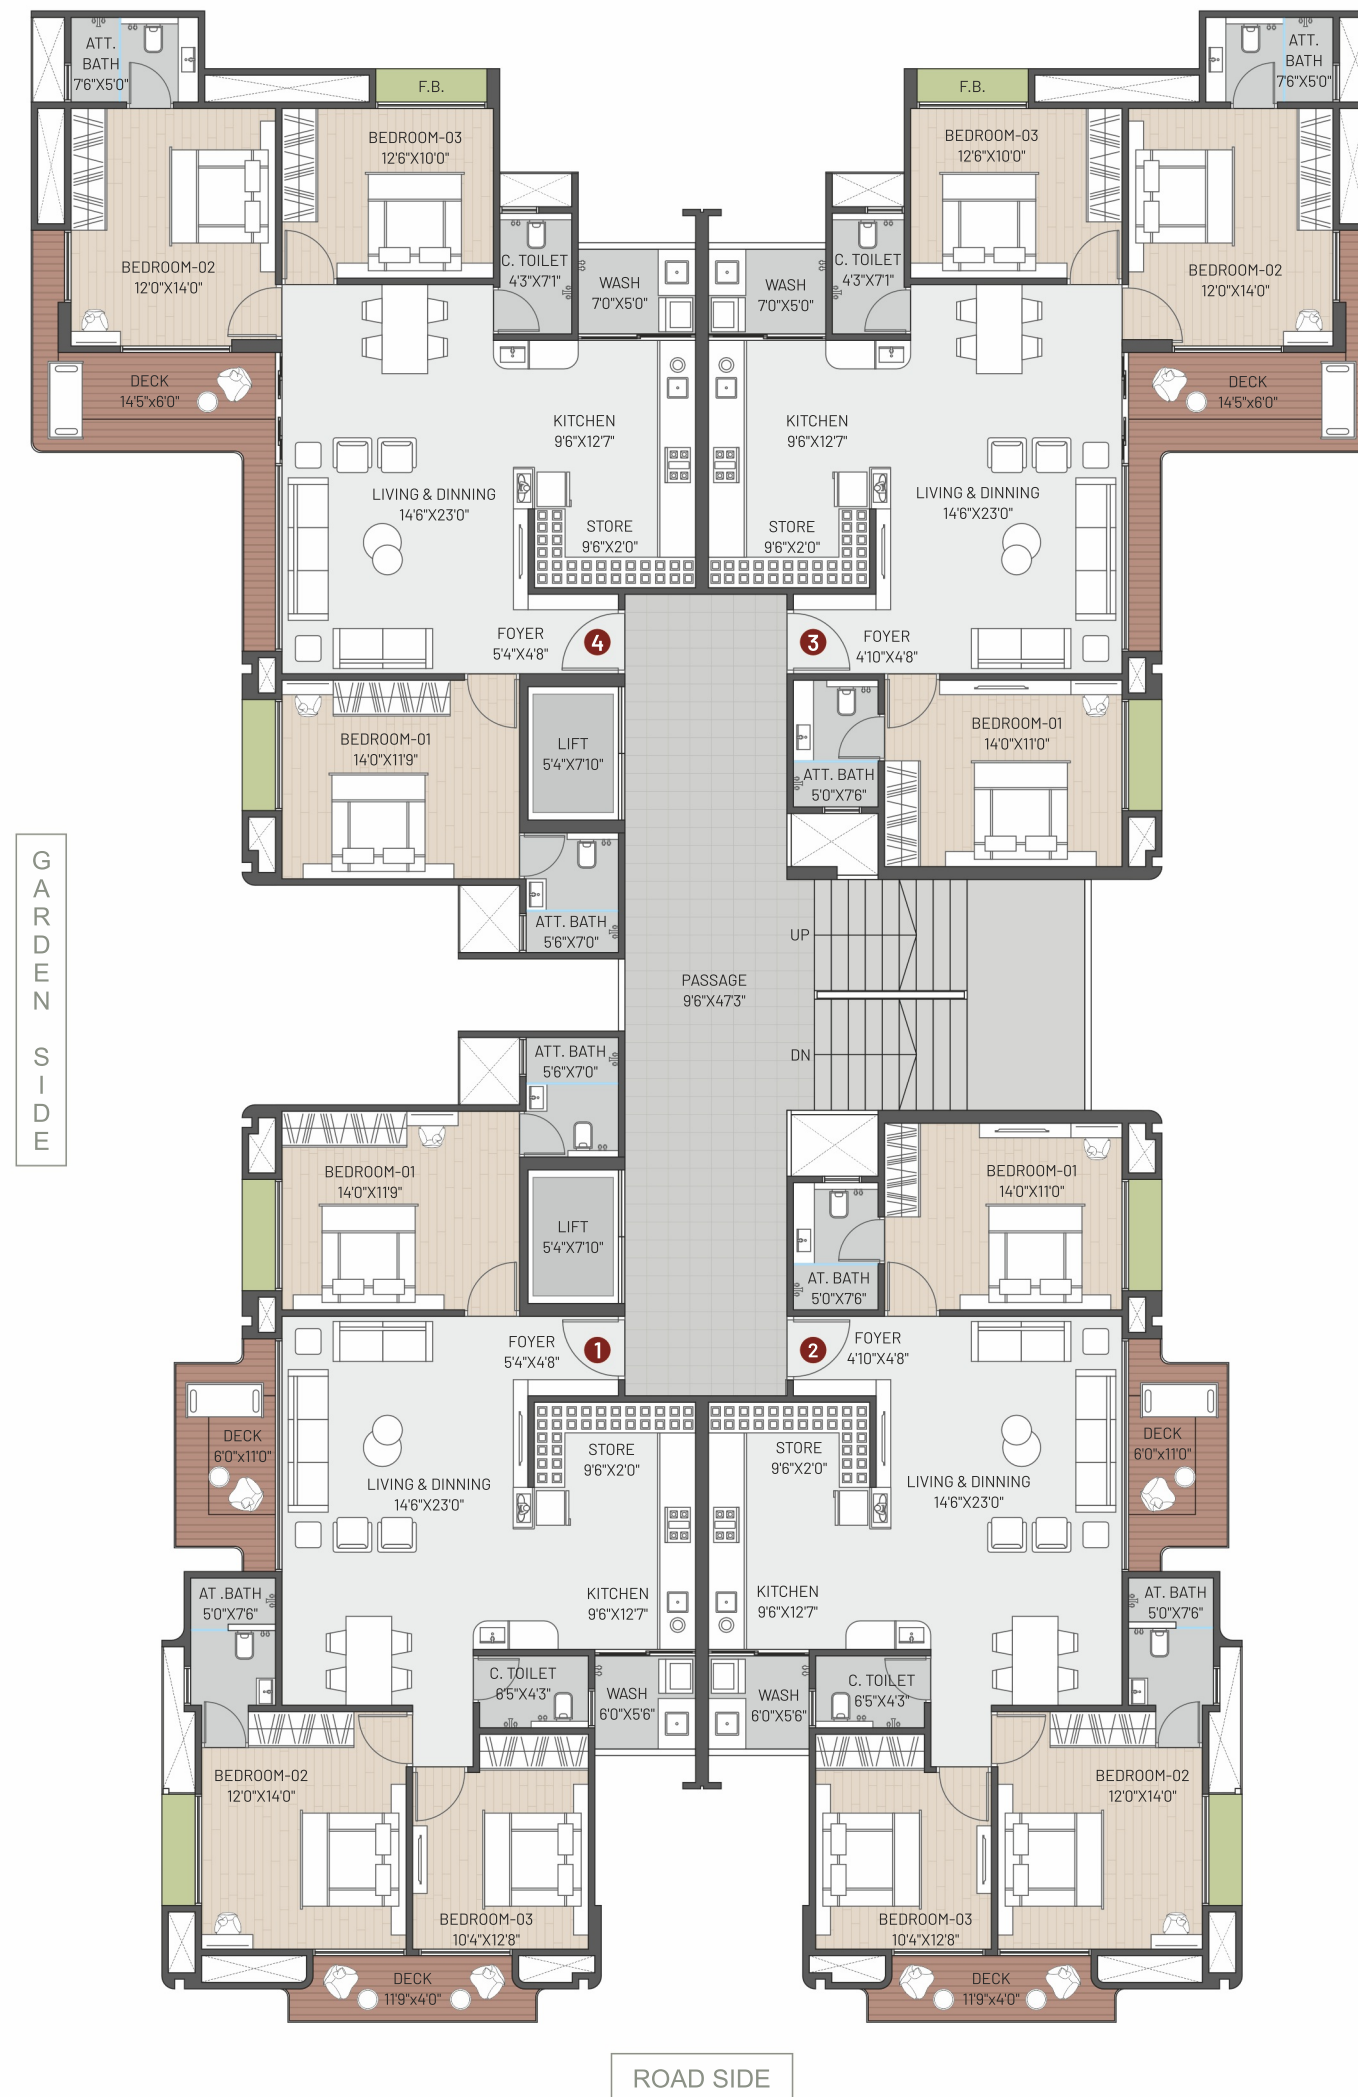 ATT.
BATH
7'6"X5'0"
F.B.
BEDROOM-03
12'6"X10'0"
BEDROOM-02
12'0"X14'0"
C. TOILET
4'3"X7'1"
WASH
7'0"X5'0"
DECK
14'5"x6'0"
KITCHEN
9'6"X12'7"
LIVING & DINNING
14'6"X23'0"
STORE
9'6"X2'0"
FOYER
5'4"X4'8"
4
BEDROOM-01
14'0"X11'9"
LIFT
5'4"X7'10"
ATT. BATH
5'6"X7'0"
ATT.
BATH
7'6"X5'0"
F.B.
BEDROOM-03
12'6"X10'0"
BEDROOM-02
12'0"X14'0"
C. TOILET
4'3"X7'1"
WASH
7'0"X5'0"
DECK
14'5"x6'0"
KITCHEN
9'6"X12'7"
LIVING & DINNING
14'6"X23'0"
STORE
9'6"X2'0"
3
FOYER
4'10"X4'8"
BEDROOM-01
14'0"X11'0"
ATT. BATH
5'0"X7'6"
GARDEN SIDE
UP
PASSAGE
9'6"X47'3"
DN
ATT. BATH
5'6"X7'0"
BEDROOM-01
14'0"X11'9"
LIFT
5'4"X7'10"
FOYER
5'4"X4'8"
1
DECK
6'0"x11'0"
STORE
9'6"X2'0"
LIVING & DINNING
14'6"X23'0"
KITCHEN
9'6"X12'7"
AT .BATH
5'0"X7'6"
C. TOILET
6'5"X4'3"
WASH
6'0"X5'6"
BEDROOM-02
12'0"X14'0"
BEDROOM-03
10'4"X12'8"
DECK
11'9"x4'0"
BEDROOM-01
14'0"X11'0"
AT. BATH
5'0"X7'6"
2
FOYER
4'10"X4'8"
DECK
6'0"x11'0"
STORE
9'6"X2'0"
LIVING & DINNING
14'6"X23'0"
KITCHEN
9'6"X12'7"
AT. BATH
5'0"X7'6"
C. TOILET
6'5"X4'3"
WASH
6'0"X5'6"
BEDROOM-02
12'0"X14'0"
BEDROOM-03
10'4"X12'8"
DECK
11'9"x4'0"
ROAD SIDE